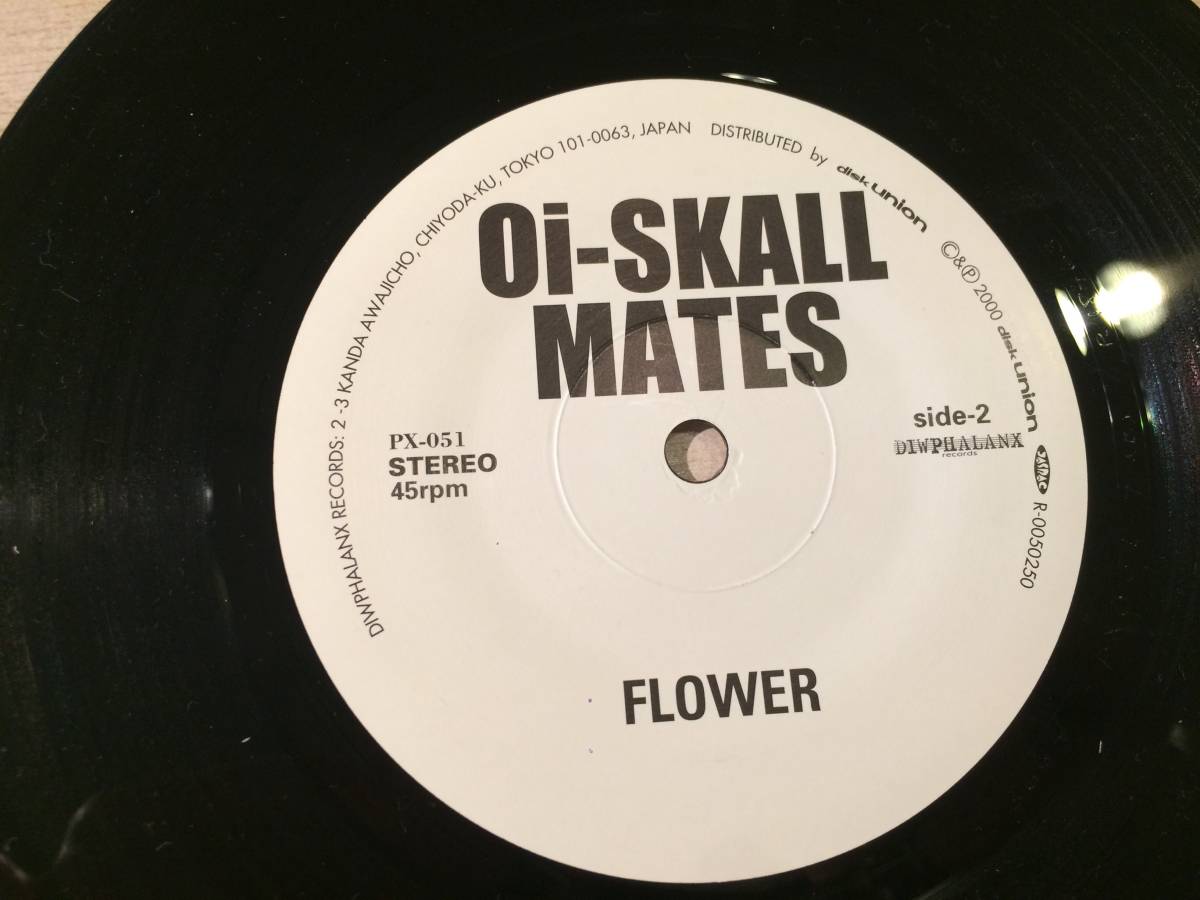 DIWPHALANX RECORDS: 2 -3 KANDA AWAJICHO, CHIYODA-KU, TOKYO 101-0063, JAPAN DISTRIBUTED by disk union
©&℗ 2000 disk union JASRAC R-0050250
Oi-SKALL
MATES
PX-051
STEREO
45rpm
side-2
DIWPHALANX
records
FLOWER